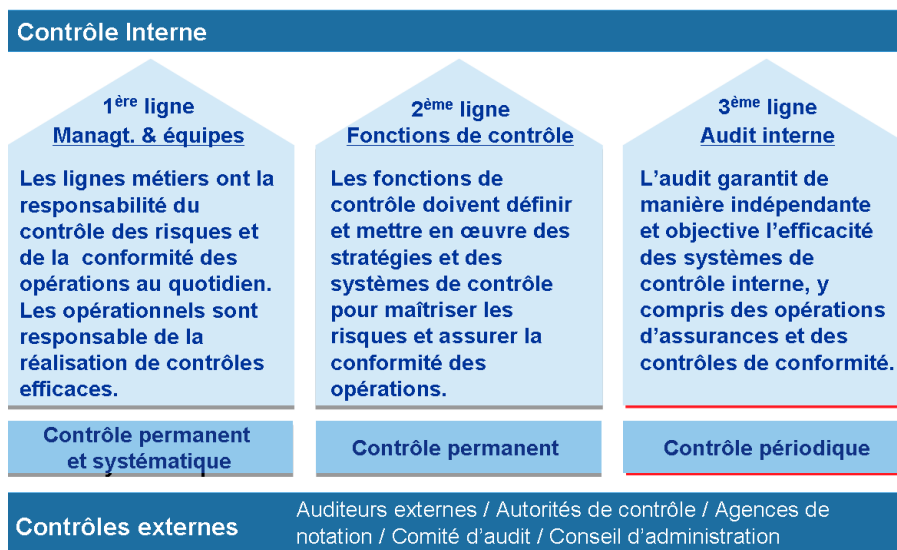 Contrôle Interne
1ère ligne
Managt. & équipes
Les lignes métiers ont la
responsabilité du
contrôle des risques et
de la conformité des
opérations au quotidien.
Les opérationnels sont
responsable de la
réalisation de contrôles
efficaces.
Contrôle permanent
et systématique
2ème ligne
Fonctions de contrôle
Les fonctions de
contrôle doivent définir
et mettre en œuvre des
stratégies et des
systèmes de contrôle
pour maîtriser les
risques et assurer la
conformité des
opérations.
Contrôle permanent
3ème ligne
Audit interne
L’audit garantit de
manière indépendante
et objective l’efficacité
des systèmes de
contrôle interne, y
compris des opérations
d’assurances et des
contrôles de conformité.
Contrôle périodique
Contrôles externes
Auditeurs externes / Autorités de contrôle / Agences de
notation / Comité d’audit / Conseil d’administration